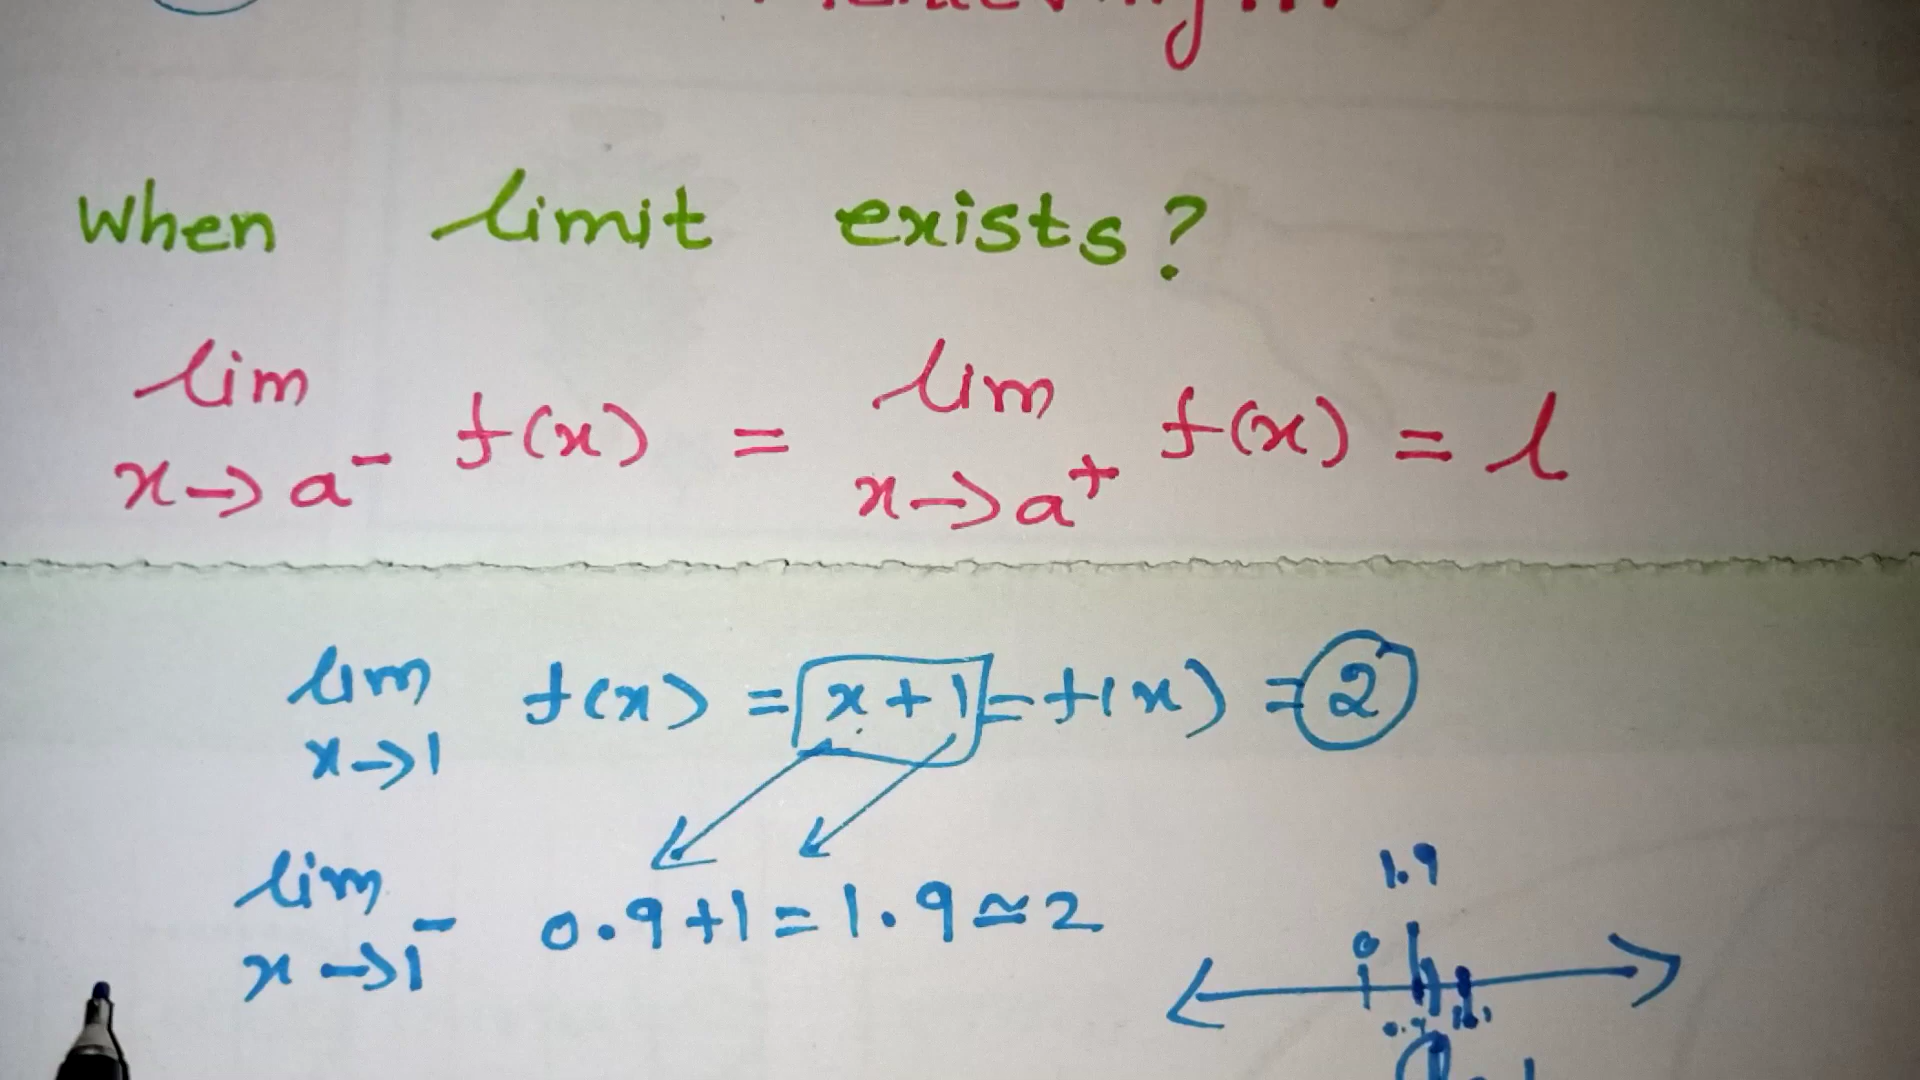 When limit exists?
lim x→a⁻ f(x) = lim x→a⁺ f(x) = l
lim x→1 f(x) = x+1 = f(x) = 2
lim x→1⁻ 0.9+1 = 1.9 ≃ 2
1.9
0